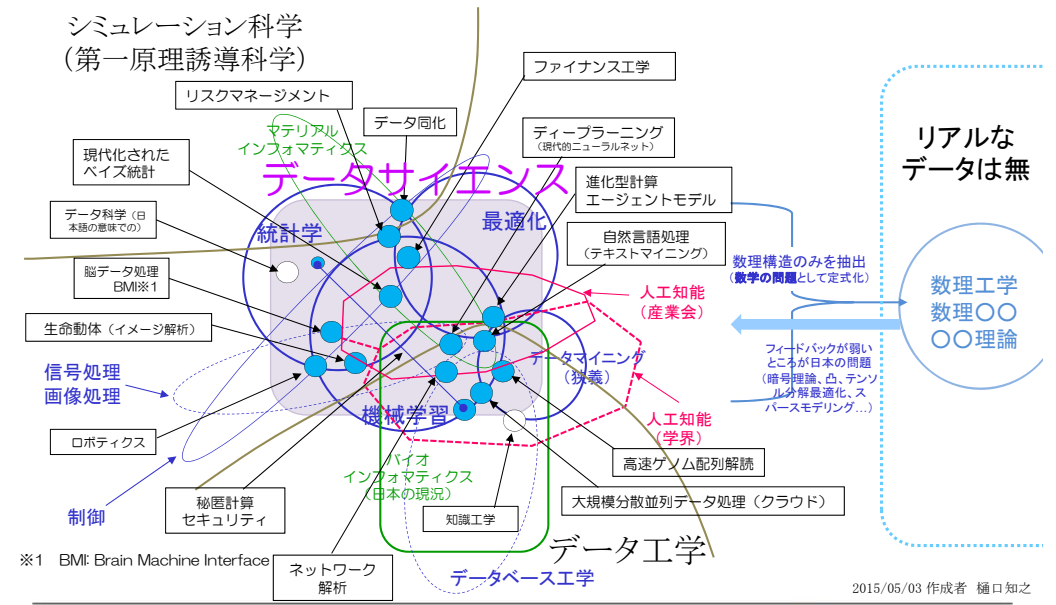 シミュレーション科学
（第一原理誘導科学）
ファイナンス工学
リスクマネージメント
データ同化
マテリアル
インフォマティクス
ディープラーニング
（現代的ニューラルネット）
リアルな
データは無
現代化された
ベイズ統計
データサイエンス
進化型計算
エージェントモデル
データ科学（日
本語の意味での）
統計学
最適化
自然言語処理
（テキストマイニング）
数理構造のみを抽出
（数学の問題として定式化）
脳データ処理
BMI※1
人工知能
（産業会）
数理工学
数理〇〇
〇〇理論
生命動体（イメージ解析）
信号処理
画像処理
データマイニング
（狭義）
フィードバックが弱い
ところが日本の問題
（暗号理論、凸、テンソ
ル分解最適化、ス
パースモデリング…）
機械学習
人工知能
（学界）
ロボティクス
バイオ
インフォマティクス
（日本の現況）
高速ゲノム配列解読
制御
秘匿計算
セキュリティ
知識工学
大規模分散並列データ処理（クラウド）
データ工学
※1 BMI: Brain Machine Interface
ネットワーク
解析
データベース工学
2015/05/03 作成者 樋口知之